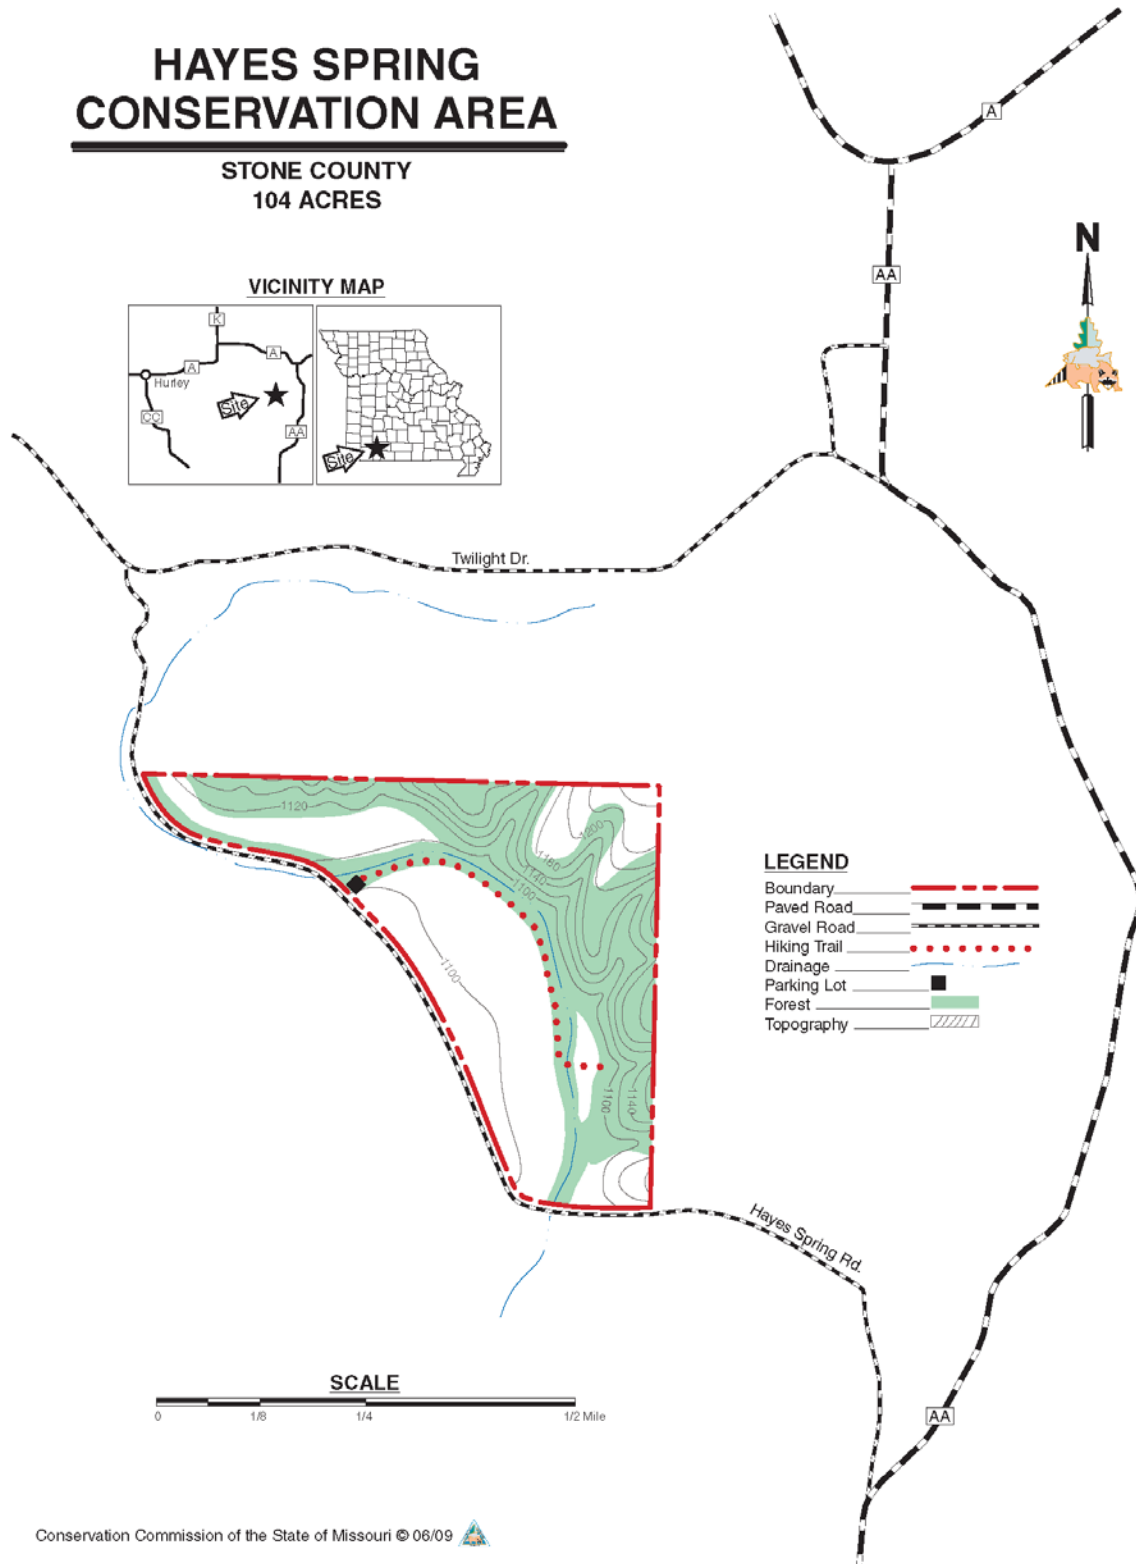 HAYES SPRING
CONSERVATION AREA
STONE COUNTY
104 ACRES
A
N
AA
VICINITY MAP
K
A
A
Hurley
Site
CC
AA
Site
Twilight Dr.
1120
1200
1160
1140
1100
1100
1100
1140
LEGEND
Boundary
Paved Road
Gravel Road
Hiking Trail
Drainage
Parking Lot
Forest
Topography
Hayes Spring Rd.
SCALE
0 1/8 1/4 1/2 Mile
AA
Conservation Commission of the State of Missouri © 06/09